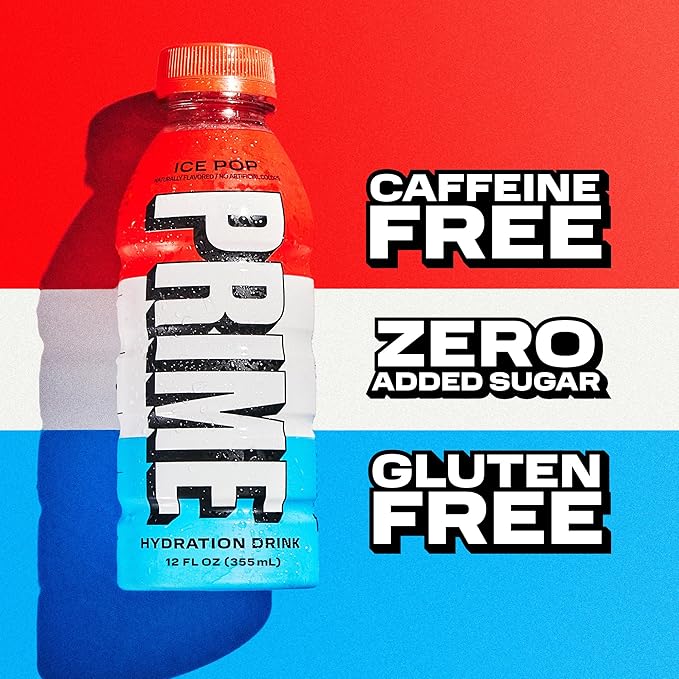 ICE POP
NATURALLY FLAVORED / NO ARTIFICIAL COLORS
PRIME
HYDRATION DRINK
12 FL OZ (355 mL)
CAFFEINE
FREE
ZERO
ADDED SUGAR
GLUTEN
FREE